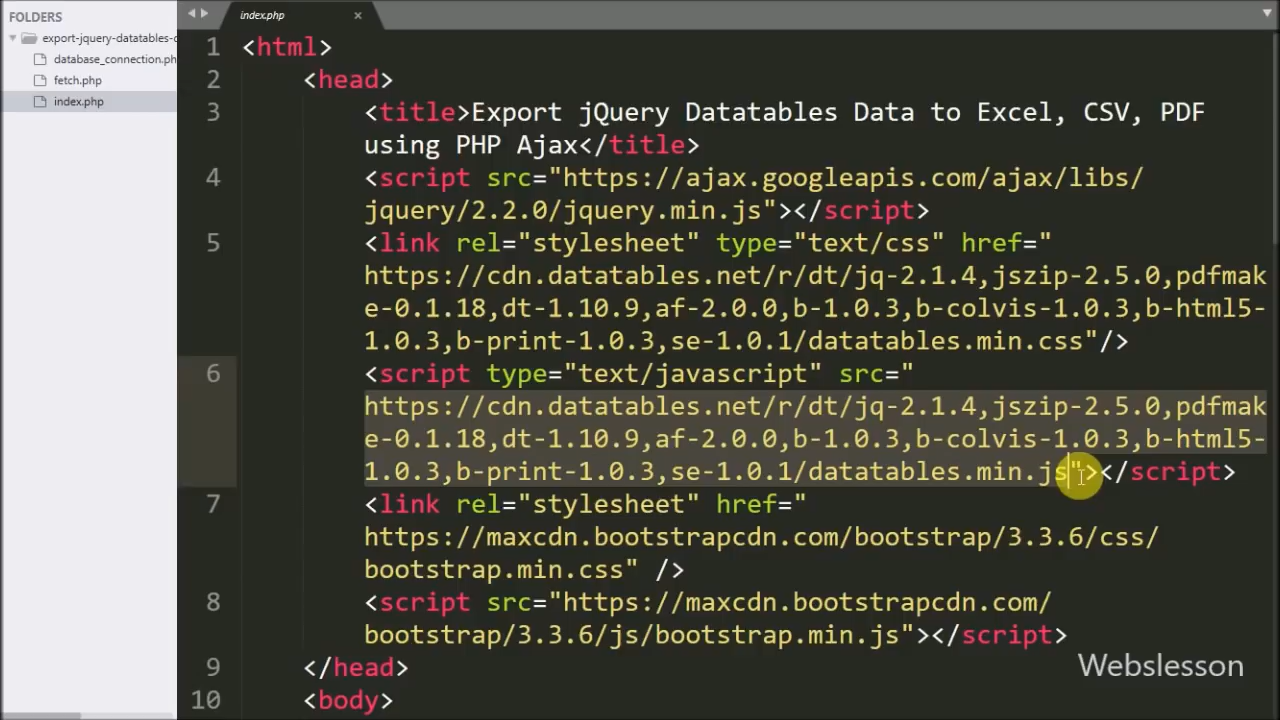 FOLDERS
export-jquery-datatables-d
database_connection.ph
fetch.php
index.php
index.php
1 <html>
2 <head>
3 <title>Export jQuery Datatables Data to Excel, CSV, PDF
using PHP Ajax</title>
4 <script src="https://ajax.googleapis.com/ajax/libs/
jquery/2.2.0/jquery.min.js"></script>
5 <link rel="stylesheet" type="text/css" href="
https://cdn.datatables.net/r/dt/jq-2.1.4,jszip-2.5.0,pdfmak
e-0.1.18,dt-1.10.9,af-2.0.0,b-1.0.3,b-colvis-1.0.3,b-html5-
1.0.3,b-print-1.0.3,se-1.0.1/datatables.min.css"/>
6 <script type="text/javascript" src="
https://cdn.datatables.net/r/dt/jq-2.1.4,jszip-2.5.0,pdfmak
e-0.1.18,dt-1.10.9,af-2.0.0,b-1.0.3,b-colvis-1.0.3,b-html5-
1.0.3,b-print-1.0.3,se-1.0.1/datatables.min.js"></script>
7 <link rel="stylesheet" href="
https://maxcdn.bootstrapcdn.com/bootstrap/3.3.6/css/
bootstrap.min.css" />
8 <script src="https://maxcdn.bootstrapcdn.com/
bootstrap/3.3.6/js/bootstrap.min.js"></script>
9 </head>
10 <body>
Webslesson